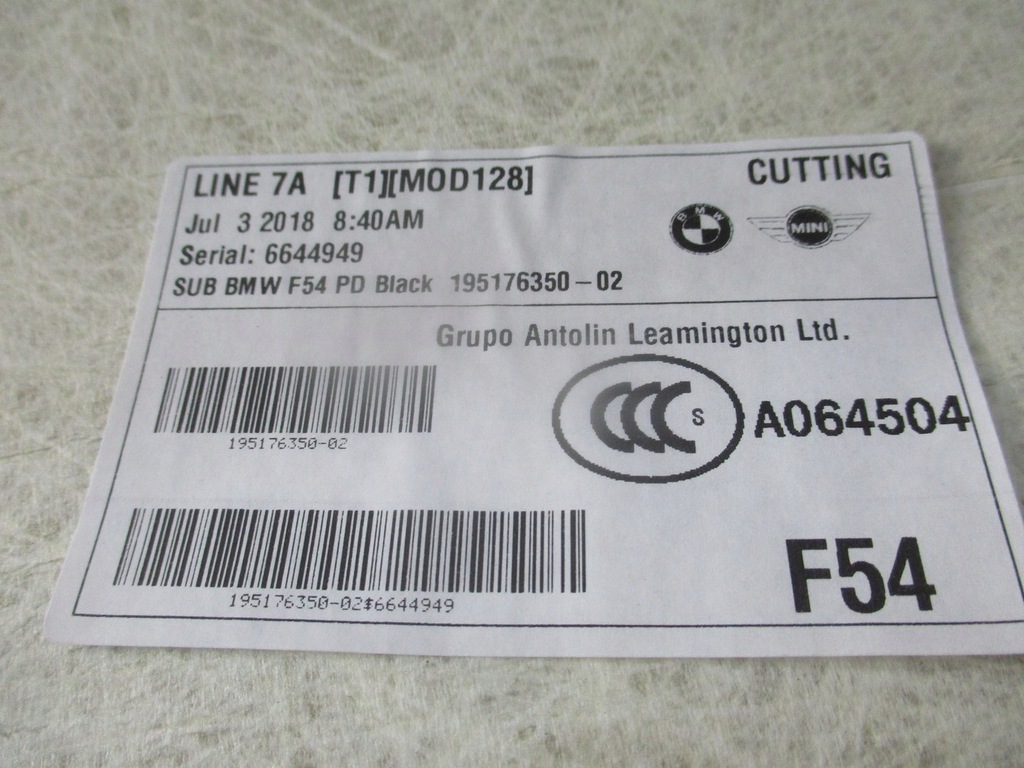 LINE 7A [T1][MOD128]
CUTTING
Jul 3 2018 8:40AM
BMW
MINI
Serial: 6644949
SUB BMW F54 PD Black 195176350-02
Grupo Antolin Leamington Ltd.
195176350-02
CCC S A064504
195176350-02$6644949
F54